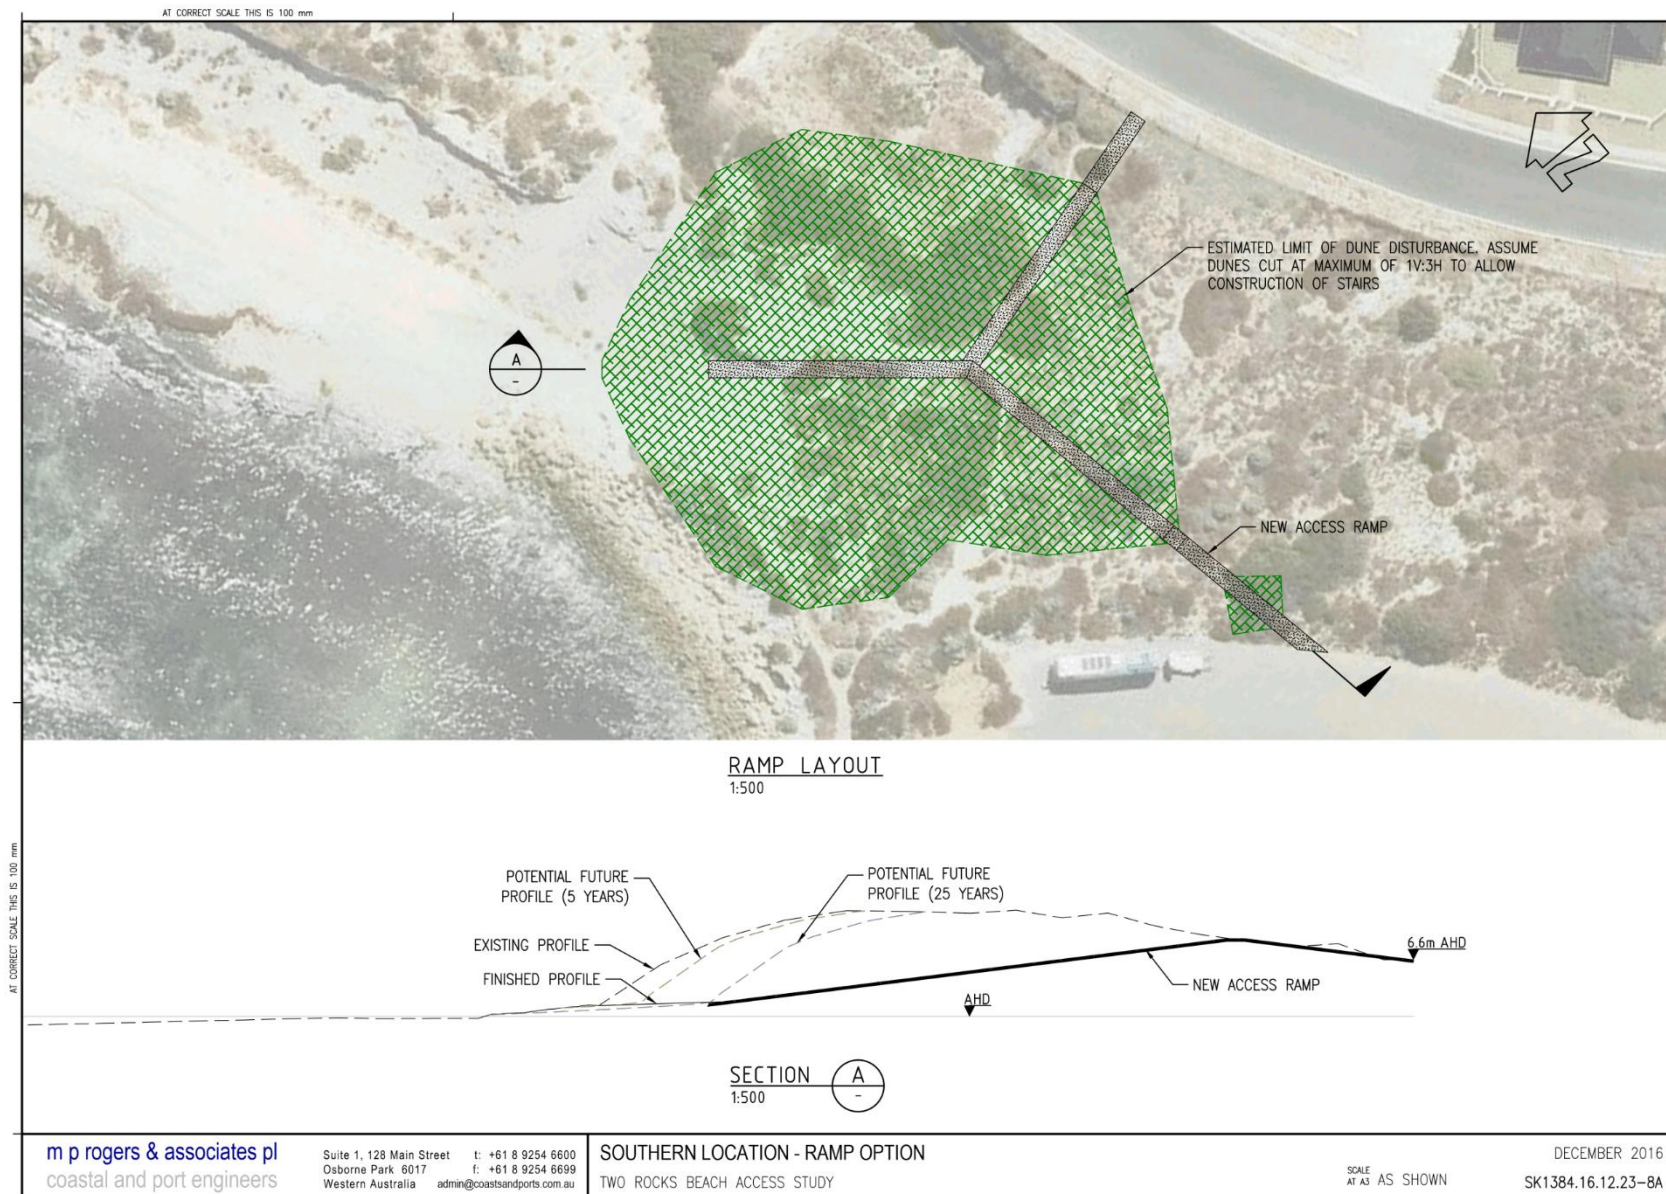 AT CORRECT SCALE THIS IS 100 mm
ESTIMATED LIMIT OF DUNE DISTURBANCE. ASSUME
DUNES CUT AT MAXIMUM OF 1V:3H TO ALLOW
CONSTRUCTION OF STAIRS
A
-
NEW ACCESS RAMP
RAMP LAYOUT
1:500
AT CORRECT SCALE THIS IS 100 mm
POTENTIAL FUTURE
PROFILE (5 YEARS)
POTENTIAL FUTURE
PROFILE (25 YEARS)
EXISTING PROFILE
FINISHED PROFILE
6.6m AHD
NEW ACCESS RAMP
AHD
SECTION A
1:500 -
m p rogers & associates pl
coastal and port engineers
Suite 1, 128 Main Street t: +61 8 9254 6600
Osborne Park 6017 f: +61 8 9254 6699
Western Australia admin@coastsandports.com.au
SOUTHERN LOCATION - RAMP OPTION
TWO ROCKS BEACH ACCESS STUDY
DECEMBER 2016
SCALE
AT A3 AS SHOWN
SK1384.16.12.23-8A